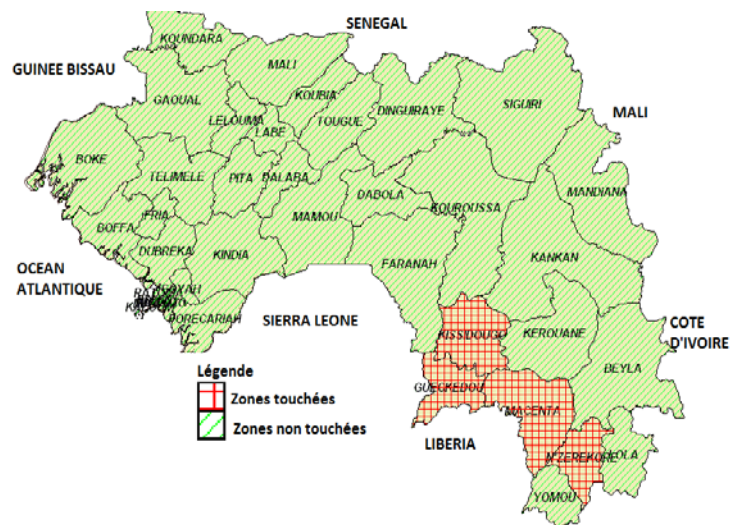 SENEGAL
KOUNDARA
GUINEE BISSAU
MALI
KOUBIA
GAOUAL
LELOUMA
LABE
TOUGUE
DINGUIRAYE
SIGUIRI
MALI
BOKE
TELIMELE
PITA
DALABA
DABOLA
MANDIANA
KOUROUSSA
FRIA
BOFFA
MAMOU
DUBREKA
KINDIA
KANKAN
FARANAH
OCEAN
ATLANTIQUE
FORECARIAH
SIERRA LEONE
KISSIDOUGO
KEROUANE
COTE
D'IVOIRE
BEYLA
Légende
GUECKEDOU
Zones touchées
MACENTA
Zones non touchées
LIBERIA
N'ZEREKORE
LOLA
YOMOU